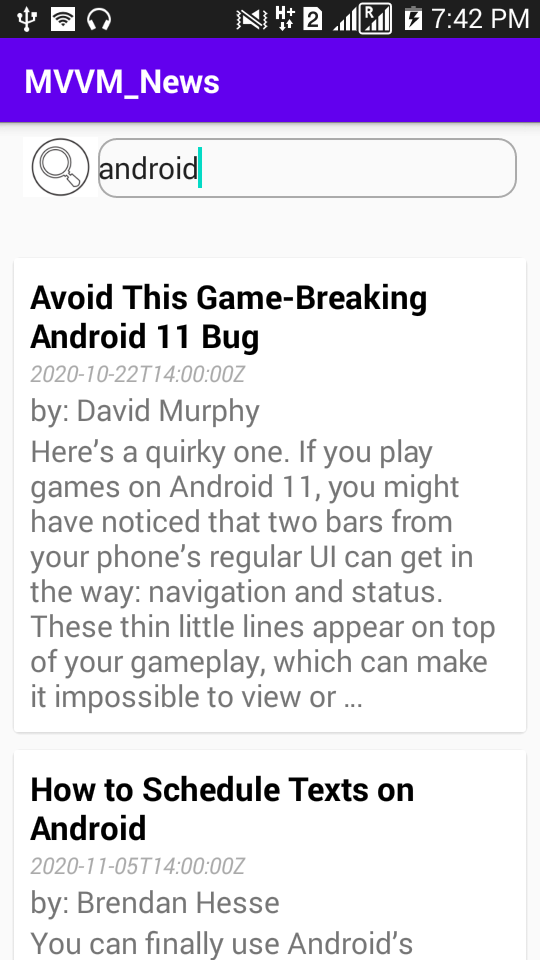 H+ 2 R 7:42 PM
MVVM_News
android
Avoid This Game-Breaking
Android 11 Bug
2020-10-22T14:00:00Z
by: David Murphy
Here’s a quirky one. If you play
games on Android 11, you might
have noticed that two bars from
your phone’s regular UI can get in
the way: navigation and status.
These thin little lines appear on top
of your gameplay, which can make
it impossible to view or …
How to Schedule Texts on
Android
2020-11-05T14:00:00Z
by: Brendan Hesse
You can finally use Android’s